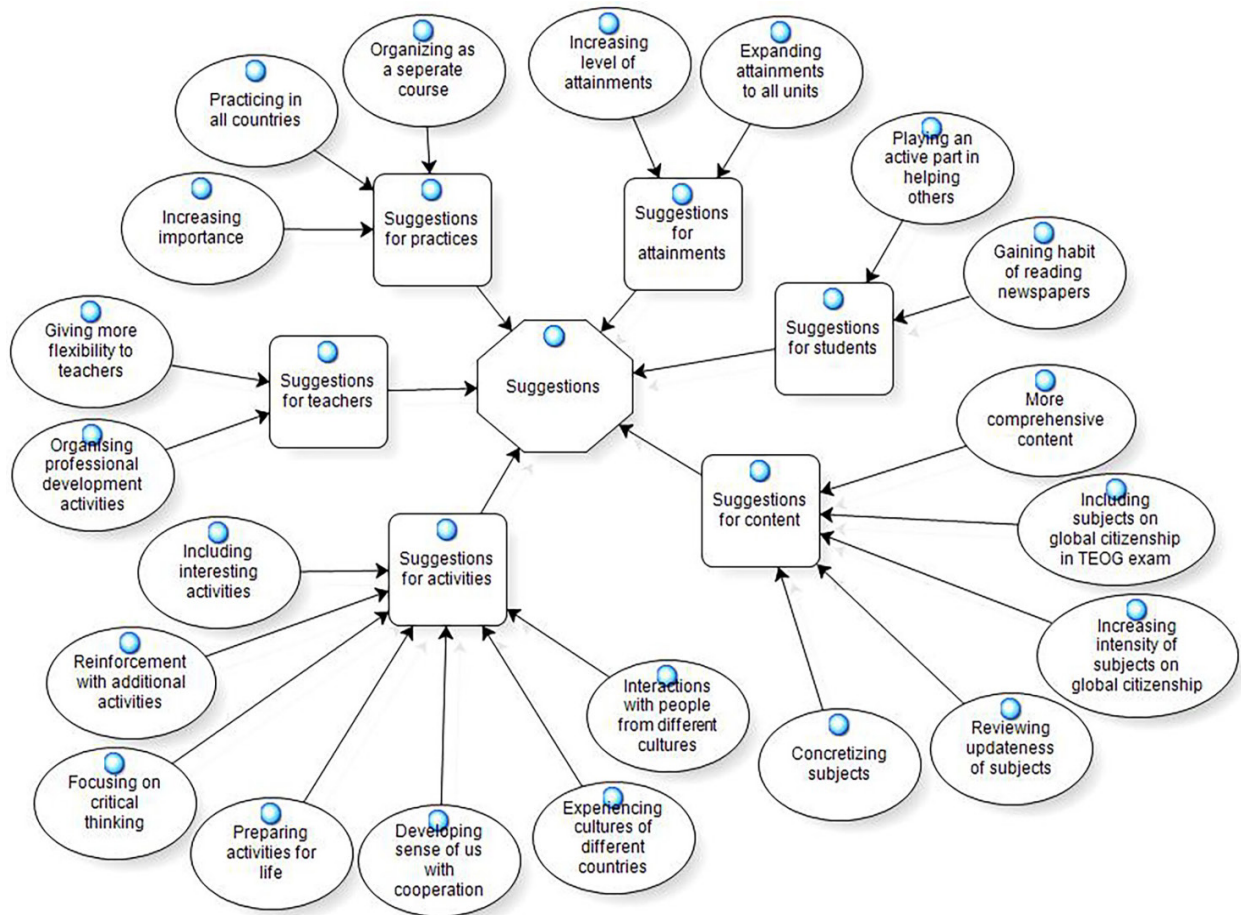 Organizing as
a seperate
course
Increasing
level of
attainments
Expanding
attainments
to all units
Practicing in
all countries
Playing an
active part in
helping
others
Increasing
importance
Suggestions
for practices
Suggestions
for
attainments
Gaining habit
of reading
newspapers
Giving more
flexibility to
teachers
Suggestions
for teachers
Suggestions
Suggestions
for students
More
comprehensive
content
Organising
professional
development
activities
Suggestions
for content
Including
subjects on
global citizenship
in TEOG exam
Including
interesting
activities
Suggestions
for activities
Increasing
intensity of
subjects on
global citizenship
Reinforcement
with additional
activities
Interactions
with people
from different
cultures
Reviewing
updateness
of subjects
Concretizing
subjects
Focusing on
critical
thinking
Preparing
activities for
life
Developing
sense of us
with
cooperation
Experiencing
cultures of
different
countries